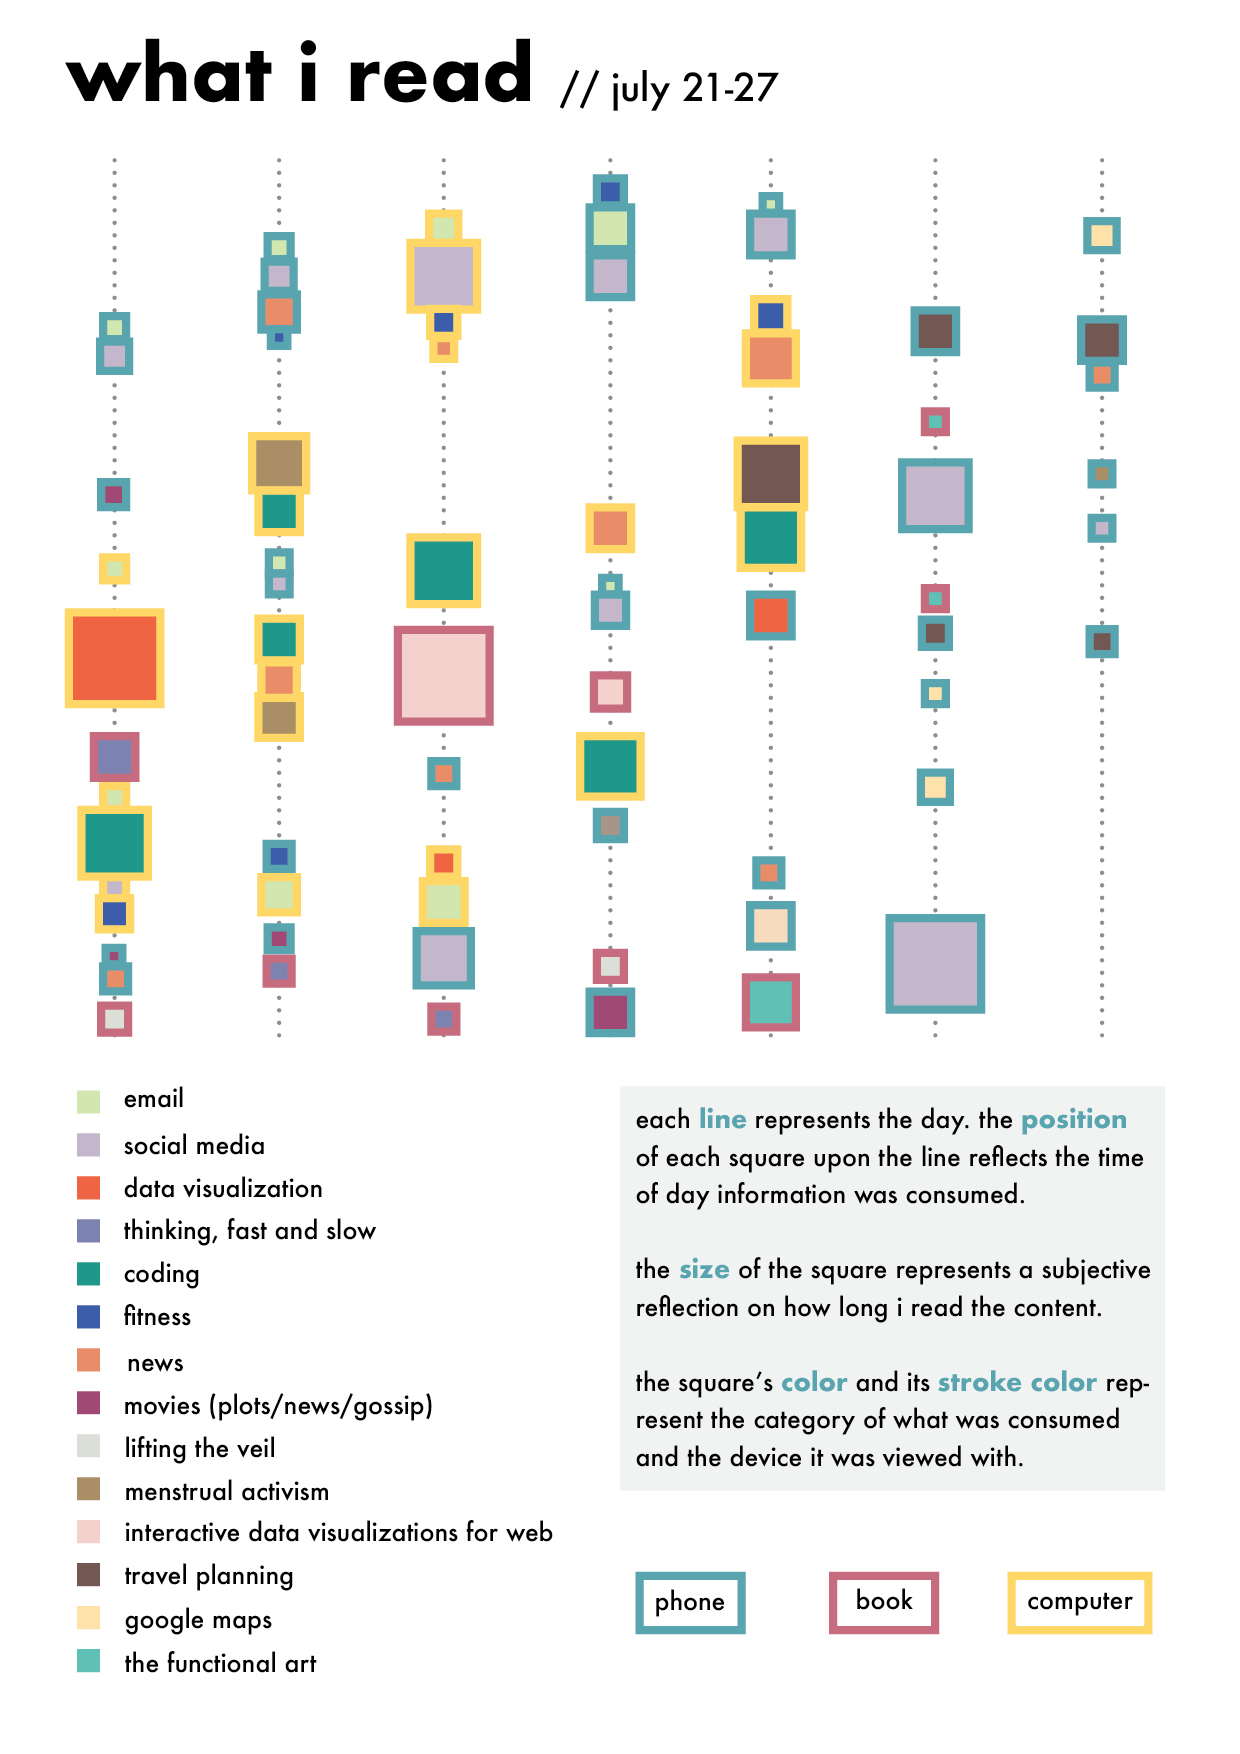 what i read // july 21-27
email
social media
data visualization
thinking, fast and slow
coding
fitness
news
movies (plots/news/gossip)
lifting the veil
menstrual activism
interactive data visualizations for web
travel planning
google maps
the functional art
each line represents the day. the position
of each square upon the line reflects the time
of day information was consumed.
the size of the square represents a subjective
reflection on how long i read the content.
the square's color and its stroke color rep-
resent the category of what was consumed
and the device it was viewed with.
phone
book
computer